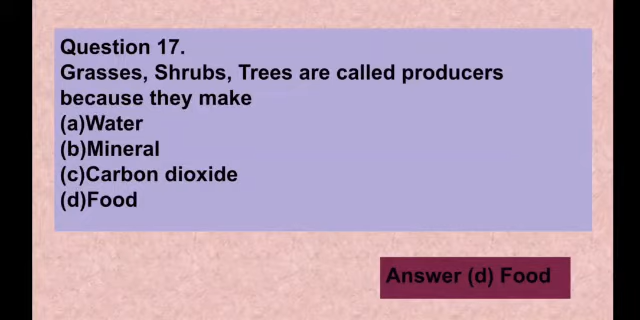 Question 17.
Grasses, Shrubs, Trees are called producers
because they make
(a)Water
(b)Mineral
(c)Carbon dioxide
(d)Food
Answer (d) Food